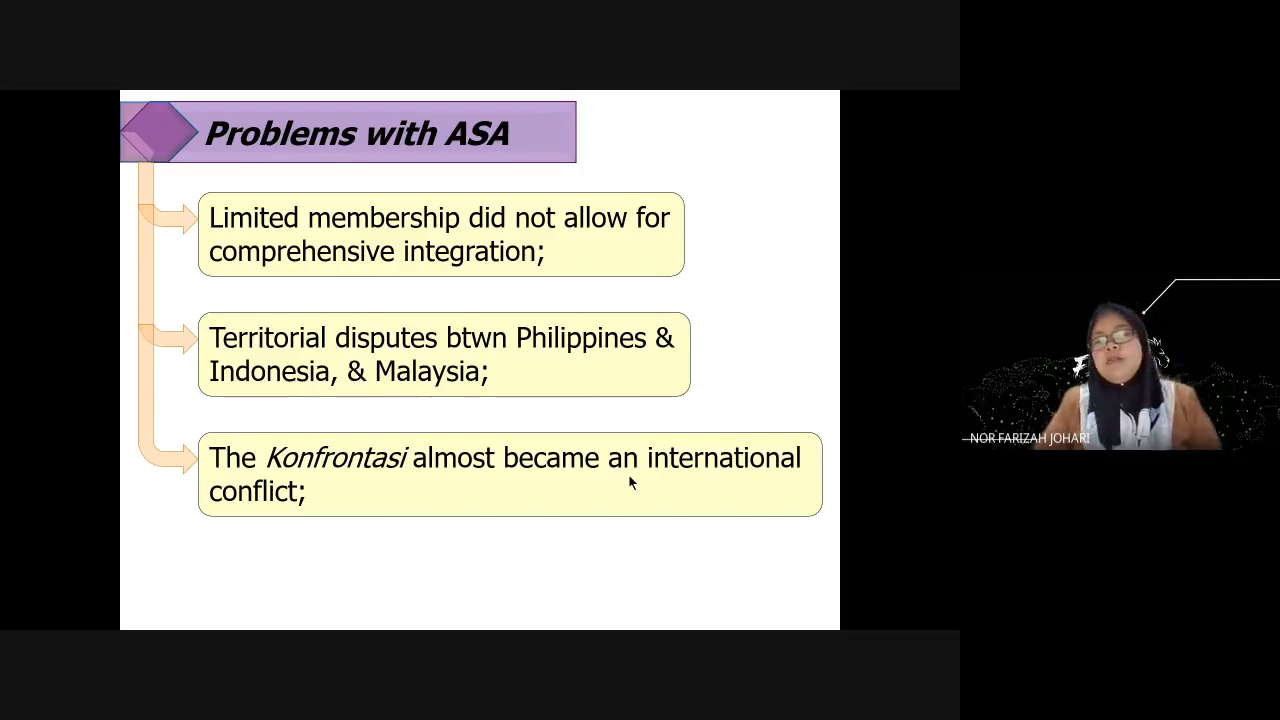 Problems with ASA
Limited membership did not allow for
comprehensive integration;
Territorial disputes btwn Philippines &
Indonesia, & Malaysia;
The Konfrontasi almost became an international
conflict;
NOR FARIZAH JOHARI